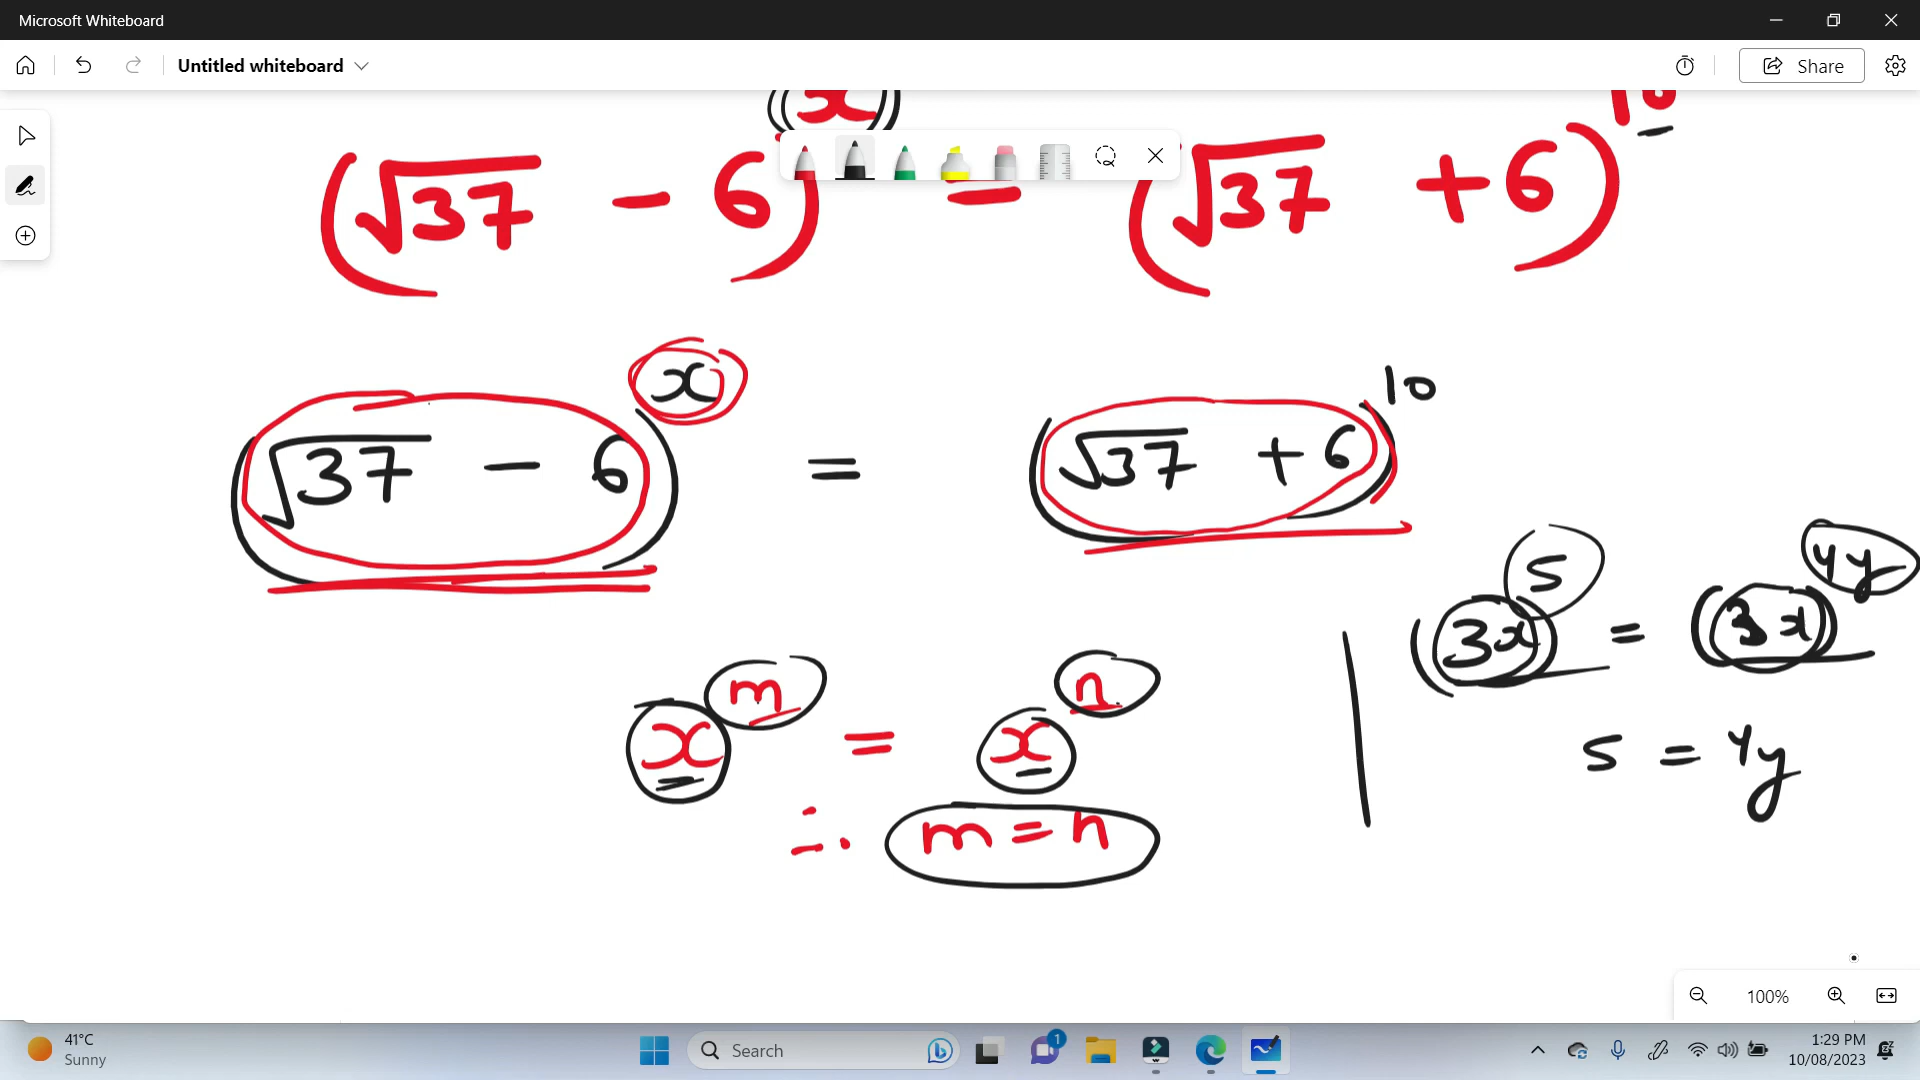 Microsoft Whiteboard
Untitled whiteboard
Share
(x)
10
(√37 - 6) = (√37 + 6)
x
10
(√37 - 6) = (√37 + 6)
5
4y
(3x) = (3x)
m
n
x = x
5 = 4y
∴ m = n
100%
41°C
Sunny
Search
1
1:29 PM
10/08/2023